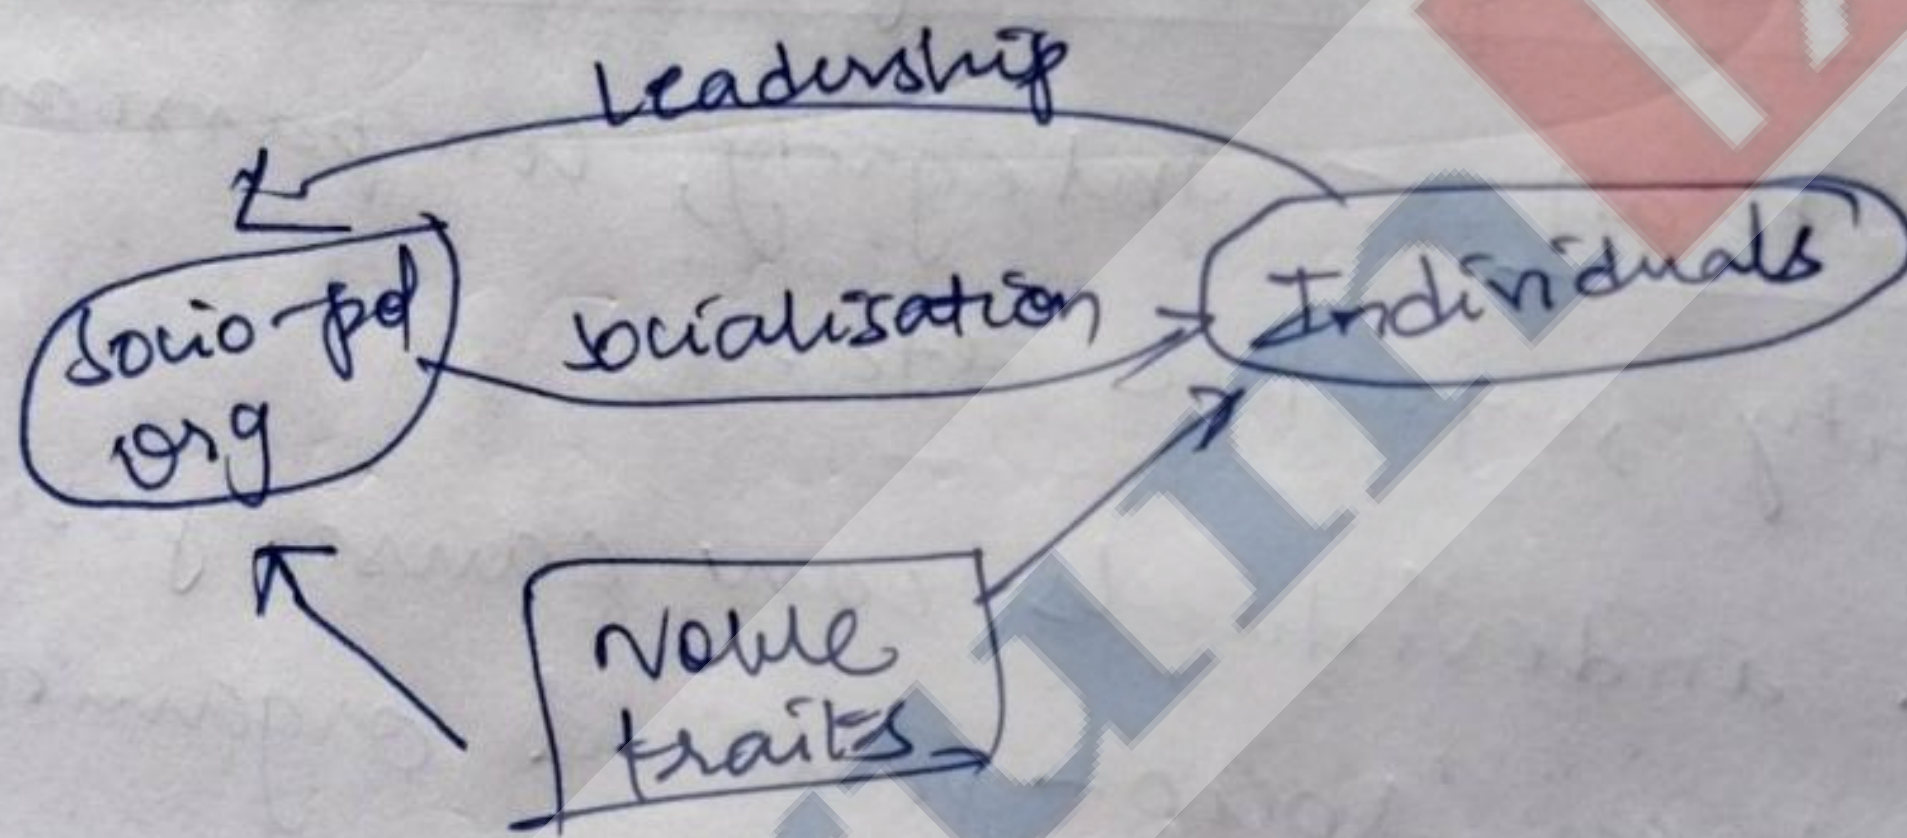 Leadership
Socio-pol
org
socialisation
Individuals
Noble
traits